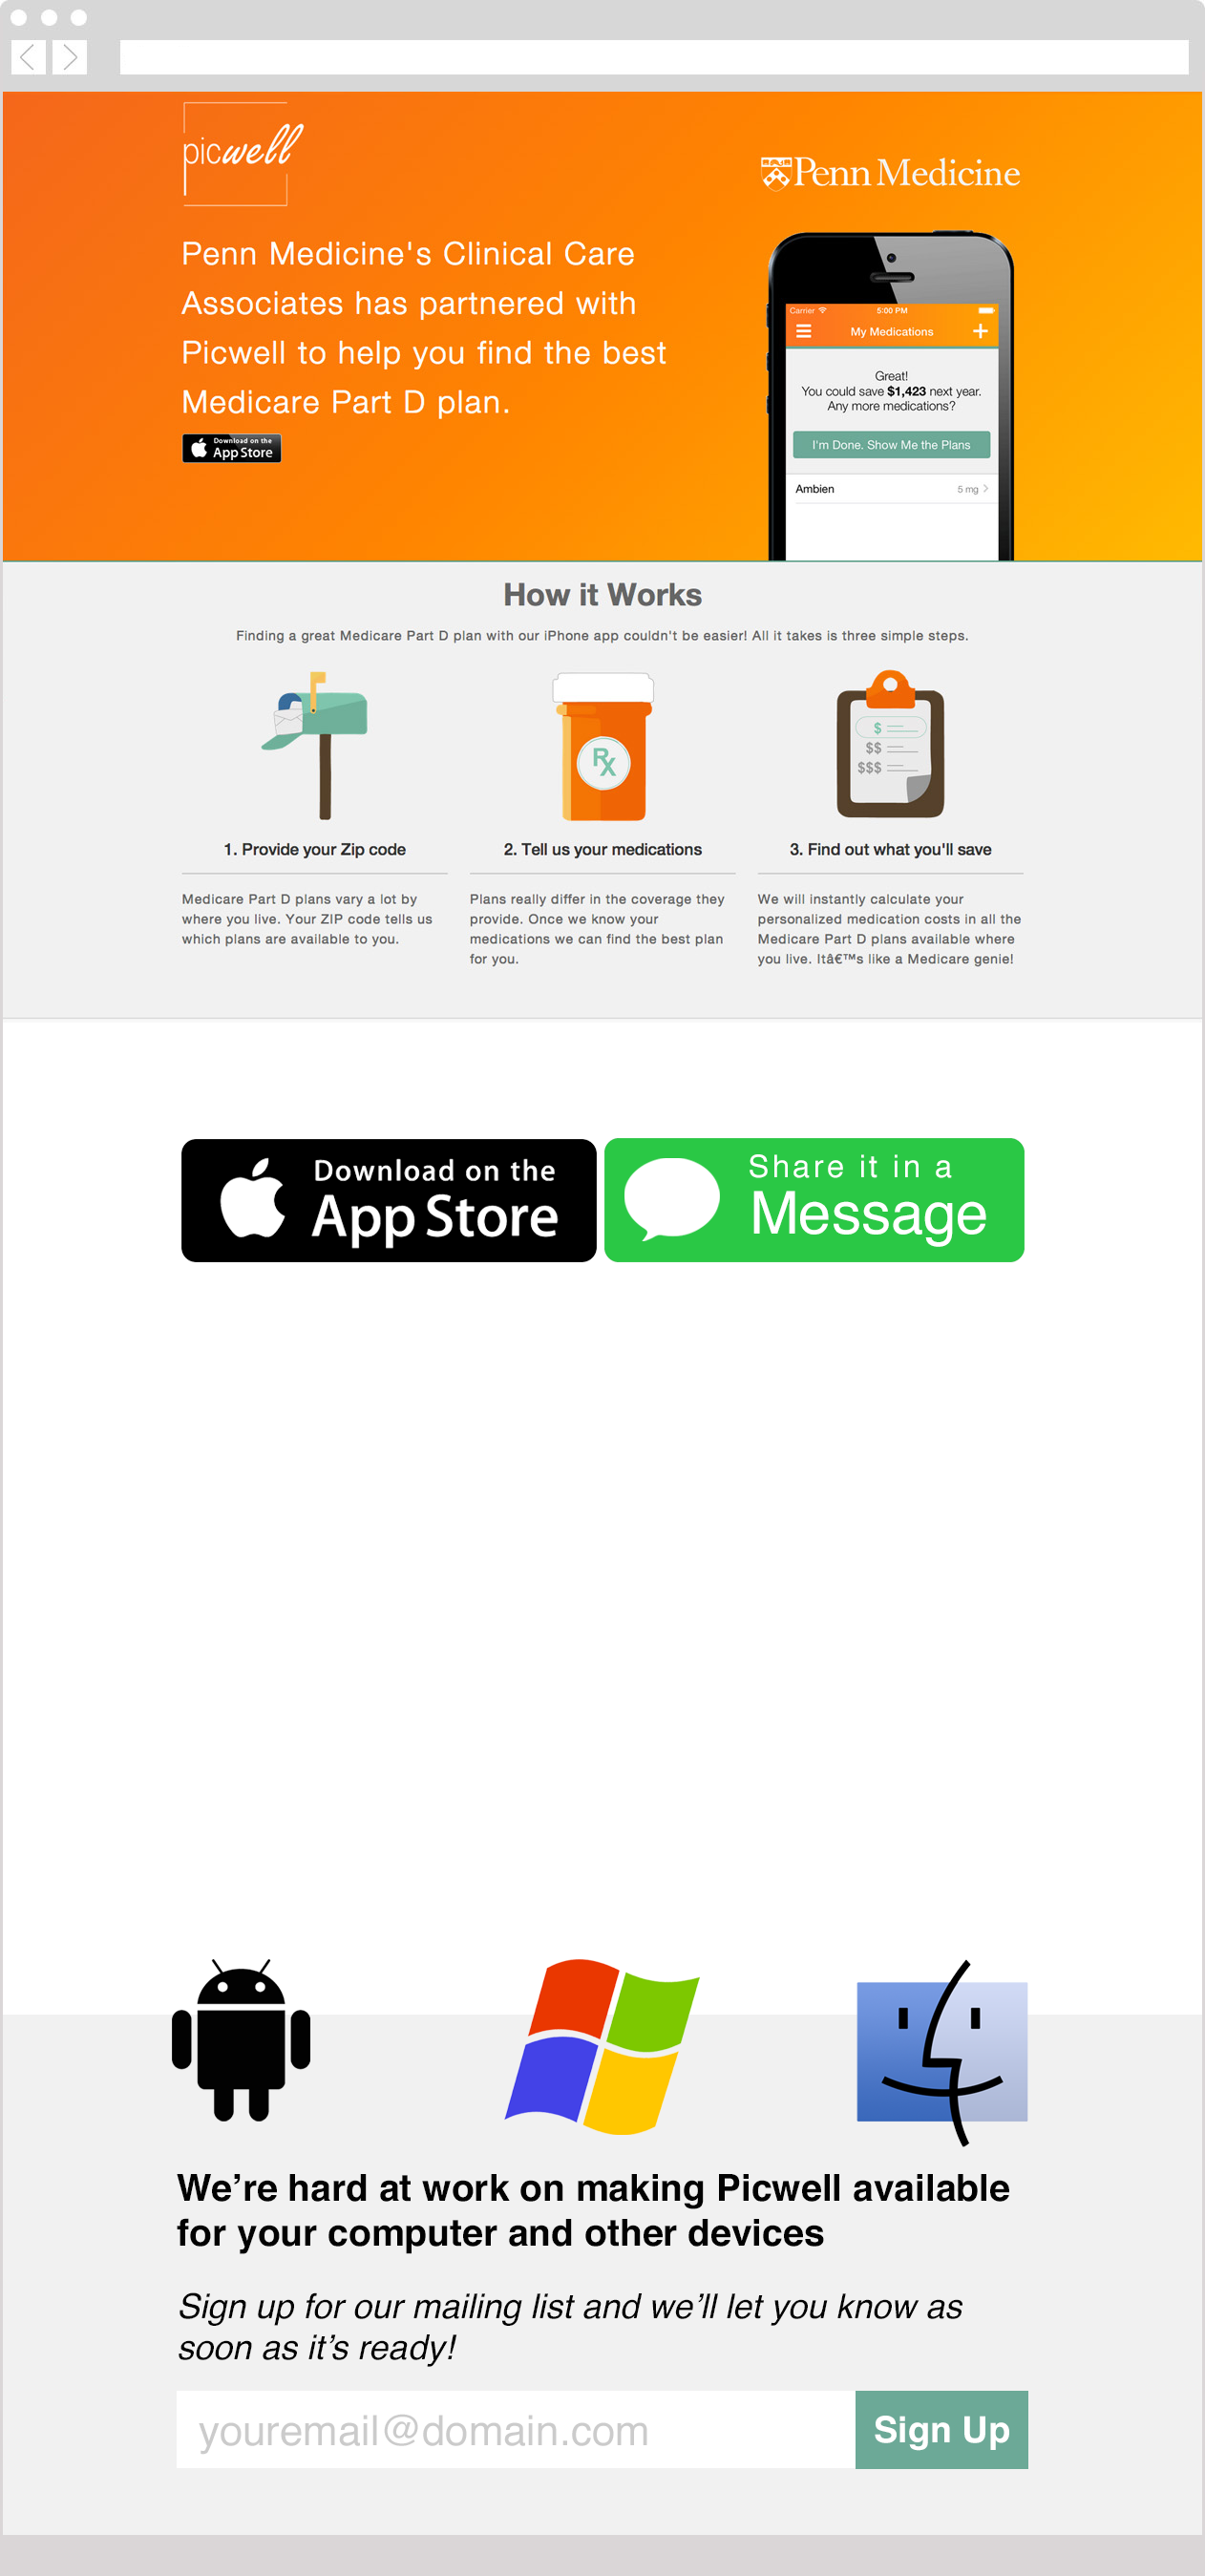 picwell
Penn Medicine
Penn Medicine's Clinical Care
Associates has partnered with
Picwell to help you find the best
Medicare Part D plan.
Download on the
App Store
Carrier 5:00 PM
My Medications +
Great!
You could save $1,423 next year.
Any more medications?
I'm Done. Show Me the Plans
Ambien 5 mg
How it Works
Finding a great Medicare Part D plan with our iPhone app couldn't be easier! All it takes is three simple steps.
Rx
$
$$
$$$
1. Provide your Zip code
Medicare Part D plans vary a lot by
where you live. Your ZIP code tells us
which plans are available to you.
2. Tell us your medications
Plans really differ in the coverage they
provide. Once we know your
medications we can find the best plan
for you.
3. Find out what you'll save
We will instantly calculate your
personalized medication costs in all the
Medicare Part D plans available where
you live. Itâ€™s like a Medicare genie!
Download on the
App Store
Share it in a
Message
We’re hard at work on making Picwell available
for your computer and other devices
Sign up for our mailing list and we’ll let you know as
soon as it’s ready!
youremail@domain.com
Sign Up